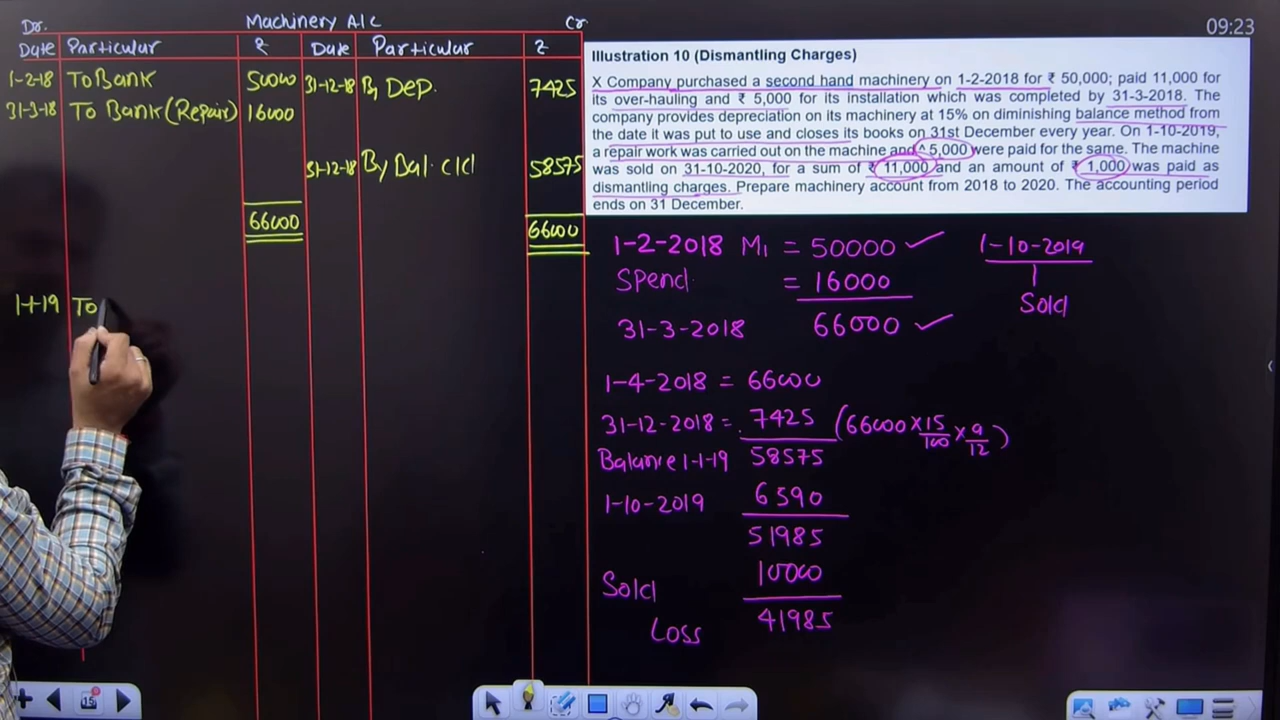 09:23
Dr. Machinery A/C Cr
Date Particular ₹ Date Particular ₹
1-2-18 To Bank 50000 31-12-18 By Dep. 7425
31-3-18 To Bank (Repair) 16000
31-12-18 By Bal. c/d 58575
66000 66000
1-1-19 To
Illustration 10 (Dismantling Charges)
X Company purchased a second hand machinery on 1-2-2018 for ₹ 50,000; paid 11,000 for
its over-hauling and ₹ 5,000 for its installation which was completed by 31-3-2018. The
company provides depreciation on its machinery at 15% on diminishing balance method from
the date it was put to use and closes its books on 31st December every year. On 1-10-2019,
a repair work was carried out on the machine and ^ 5,000 were paid for the same. The machine
was sold on 31-10-2020, for a sum of ₹ 11,000 and an amount of ₹ 1,000 was paid as
dismantling charges. Prepare machinery account from 2018 to 2020. The accounting period
ends on 31 December.
1-2-2018 M1 = 50000 ✓
Spend = 16000
31-3-2018 66000 ✓
1-10-2019
1
Sold
1-4-2018 = 66000
31-12-2018 = 7425 (66000 × 15/100 × 9/12)
Balance 1-1-19 58575
1-10-2019 6590
51985
Sold 10000
Loss 41985
15